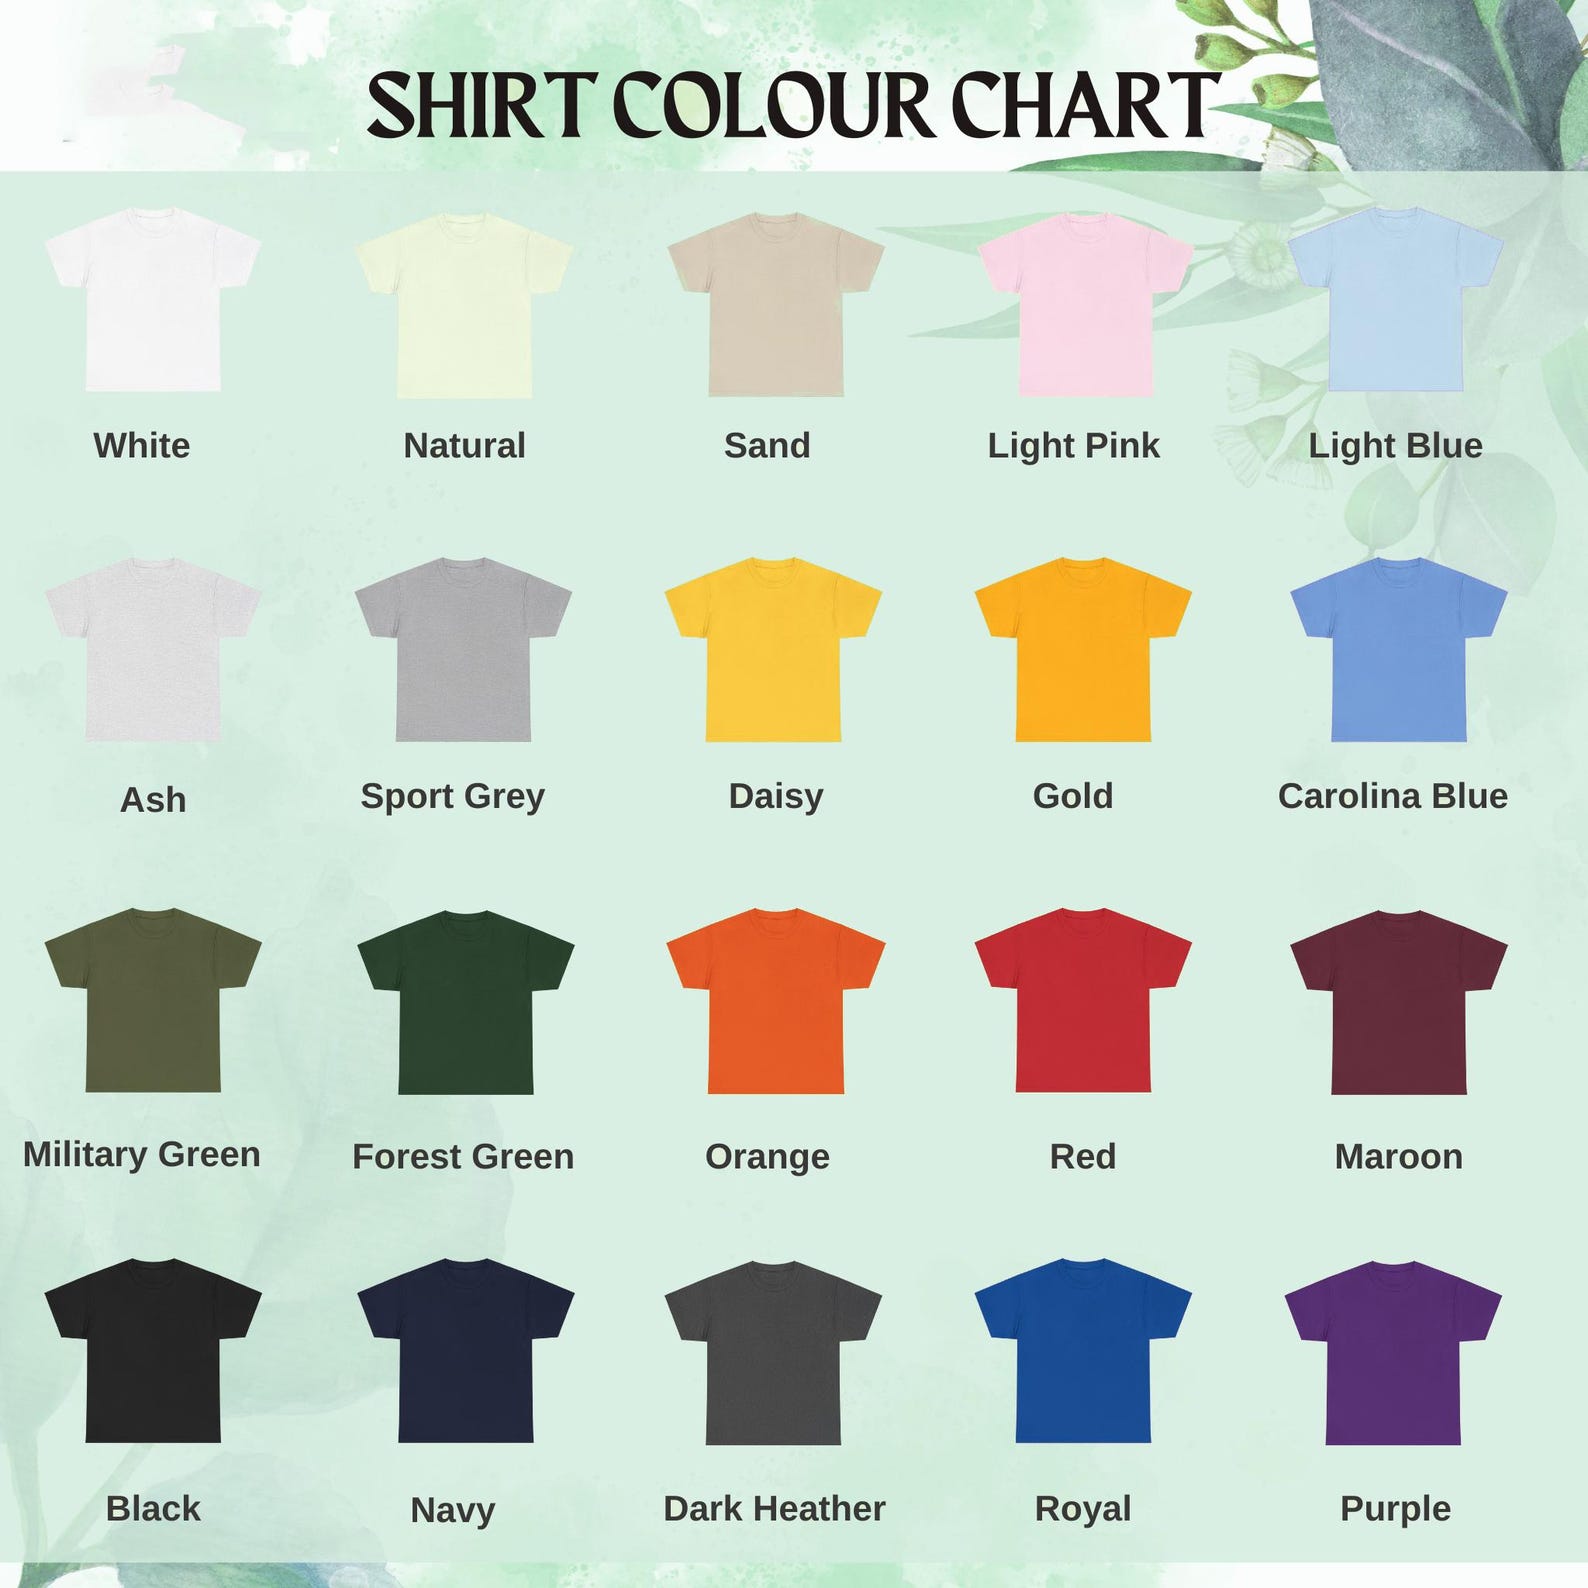 SHIRT COLOUR CHART
White
Natural
Sand
Light Pink
Light Blue
Ash
Sport Grey
Daisy
Gold
Carolina Blue
Military Green
Forest Green
Orange
Red
Maroon
Black
Navy
Dark Heather
Royal
Purple